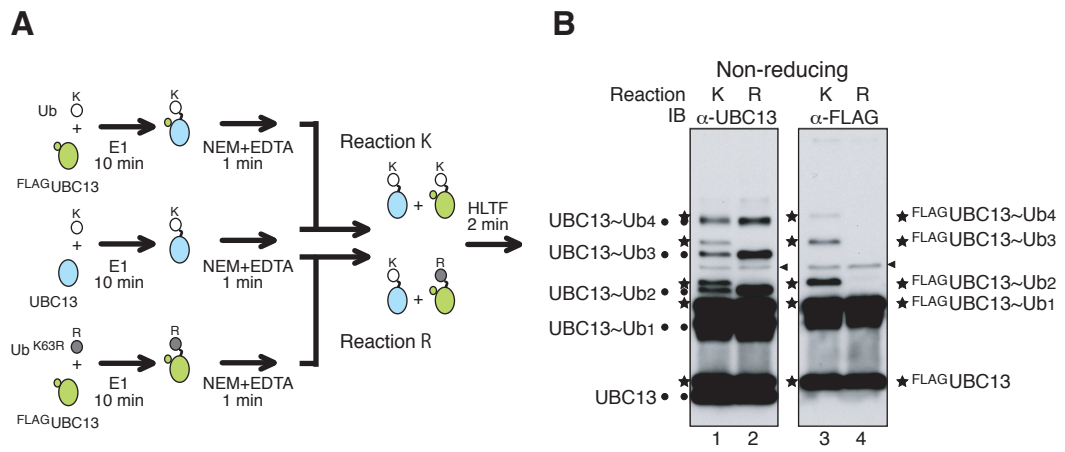 A
K
Ub
+
FLAGUBC13
E1
10 min
K
NEM+EDTA
1 min
K
+
UBC13
E1
10 min
K
NEM+EDTA
1 min
R
Ub K63R
+
FLAGUBC13
E1
10 min
R
NEM+EDTA
1 min
Reaction K
K K
+
K R
+
Reaction R
HLTF
2 min
B
Non-reducing
Reaction K R K R
IB α-UBC13 α-FLAG
UBC13~Ub4
UBC13~Ub3
UBC13~Ub2
UBC13~Ub1
UBC13
FLAGUBC13~Ub4
FLAGUBC13~Ub3
FLAGUBC13~Ub2
FLAGUBC13~Ub1
FLAGUBC13
1 2 3 4